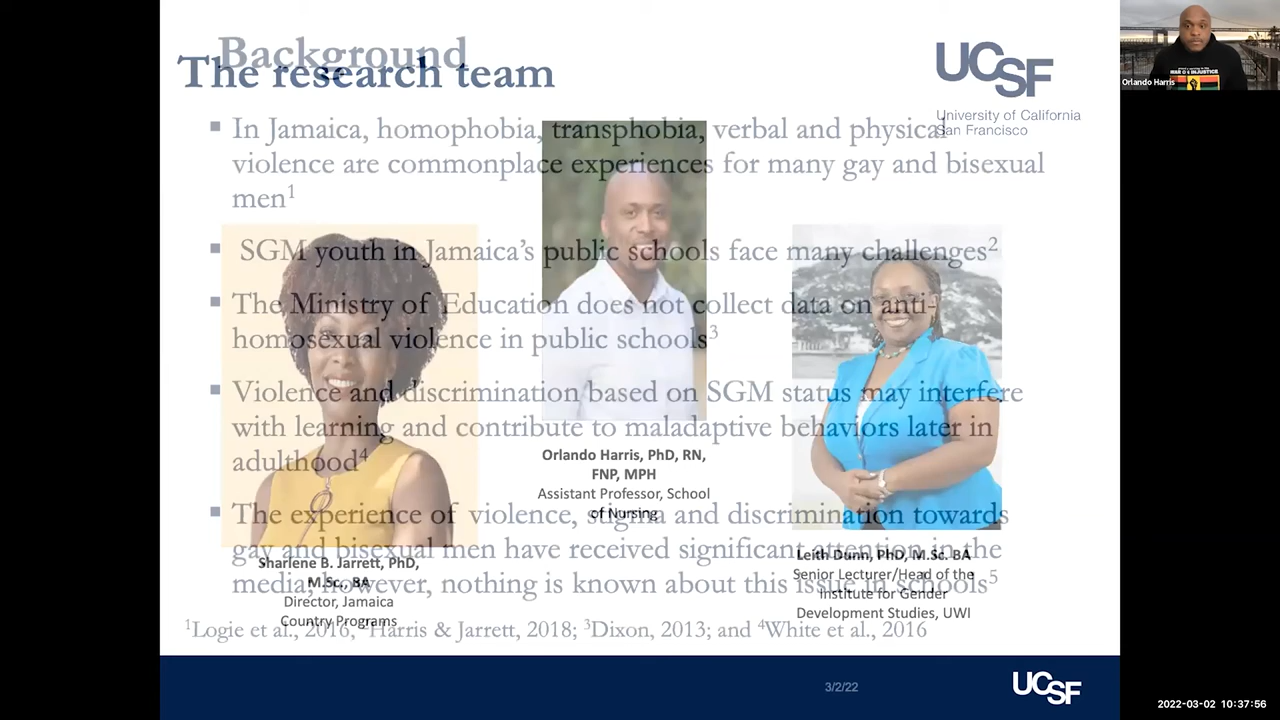 Background
The research team
UCSF
University of California
San Francisco
▪ In Jamaica, homophobia, transphobia, verbal and physical
violence are commonplace experiences for many gay and bisexual
men1
▪ SGM youth in Jamaica’s public schools face many challenges2
▪ The Ministry of Education does not collect data on anti-
homosexual violence in public schools3
▪ Violence and discrimination based on SGM status may interfere
with learning and contribute to maladaptive behaviors later in
adulthood4
▪ The experience of violence, stigma and discrimination towards
gay and bisexual men have received significant attention in the
media; however, nothing is known about this issue in schools5
1Logie et al., 2016, 2Harris & Jarrett, 2018; 3Dixon, 2013; and 4White et al., 2016
Orlando Harris, PhD, RN,
FNP, MPH
Assistant Professor, School
of Nursing
Sharlene B. Jarrett, PhD,
M.Sc., BA
Director, Jamaica
Country Programs
Leith Dunn, PhD, M.Sc. BA
Senior Lecturer/Head of the
Institute for Gender
Development Studies, UWI
3/2/22
UCSF
Orlando Harris
INJUSTICE
2022-03-02 10:37:56